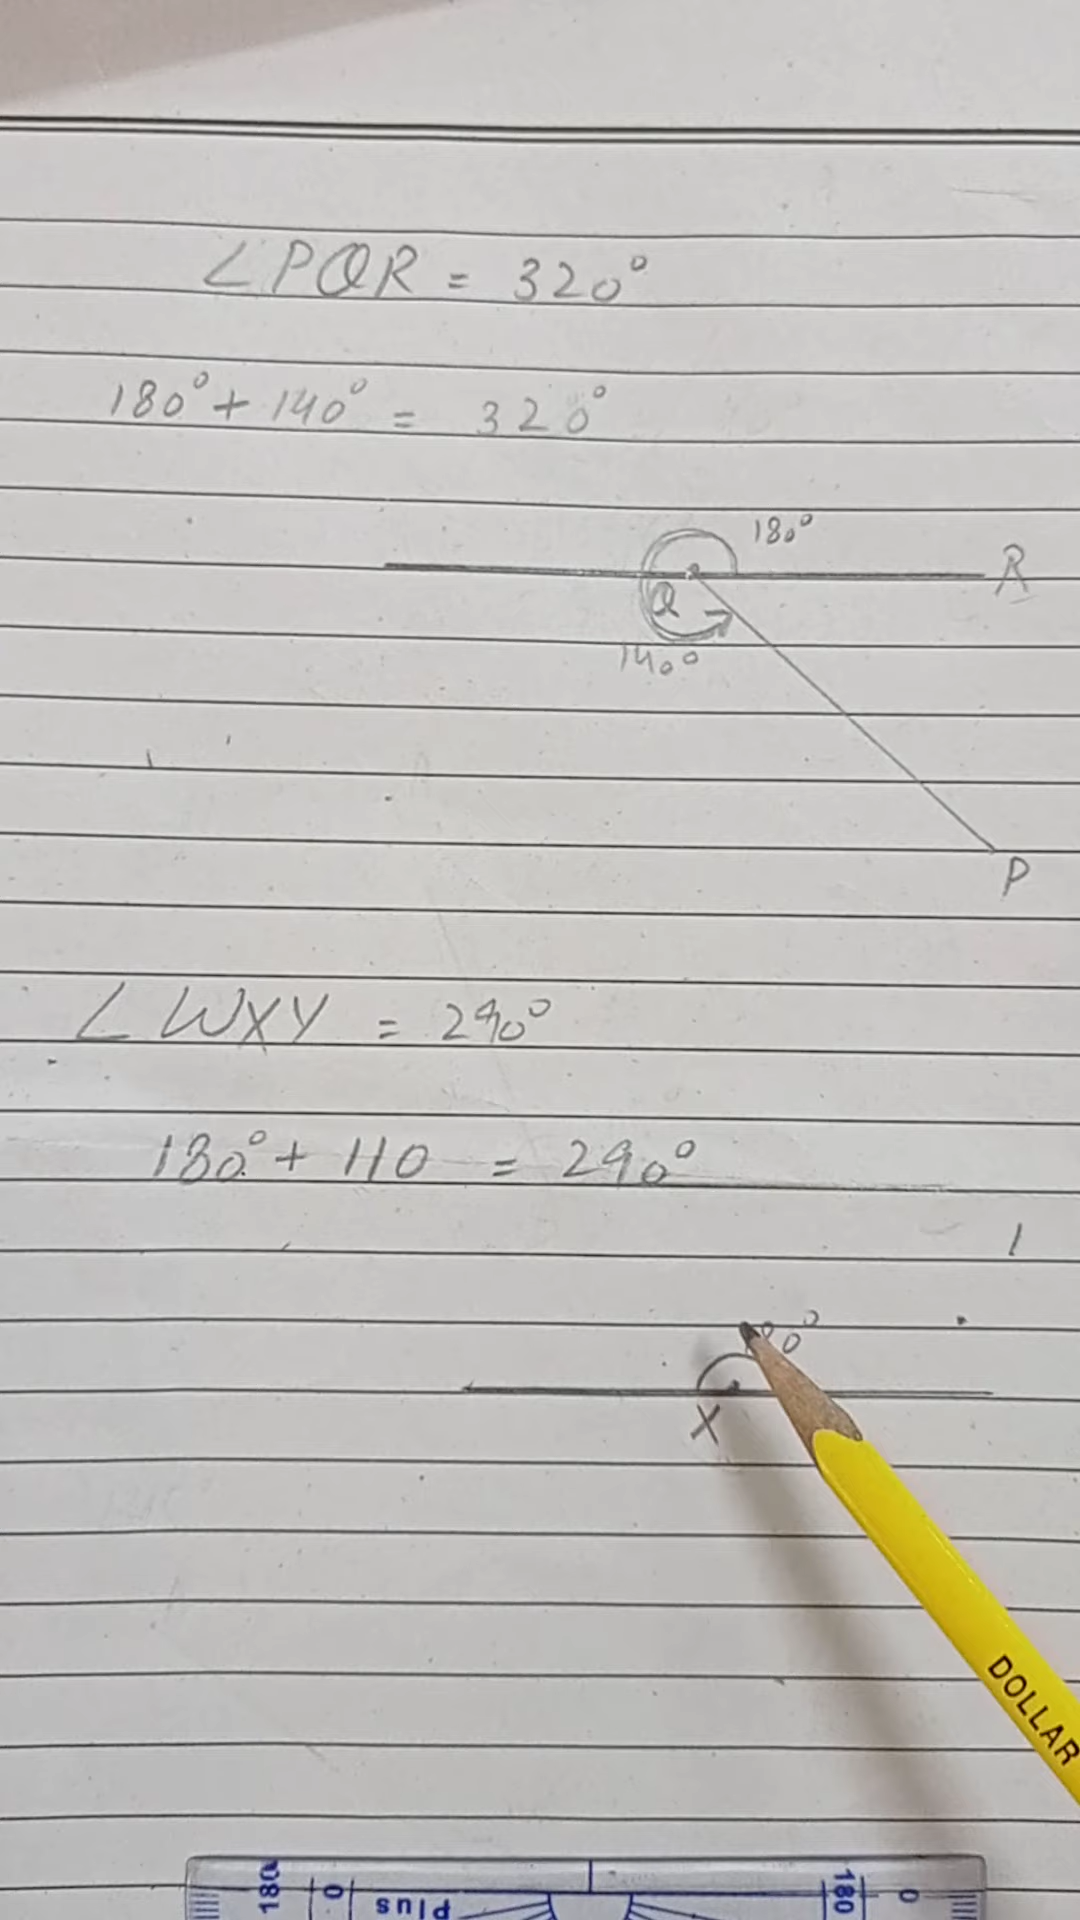 ∠PQR = 320°
180° + 140° = 320°
180°
R
Q
140°
P
∠WXY = 290°
180° + 110 = 290°
X
DOLLAR
180 0 Plus 180 0